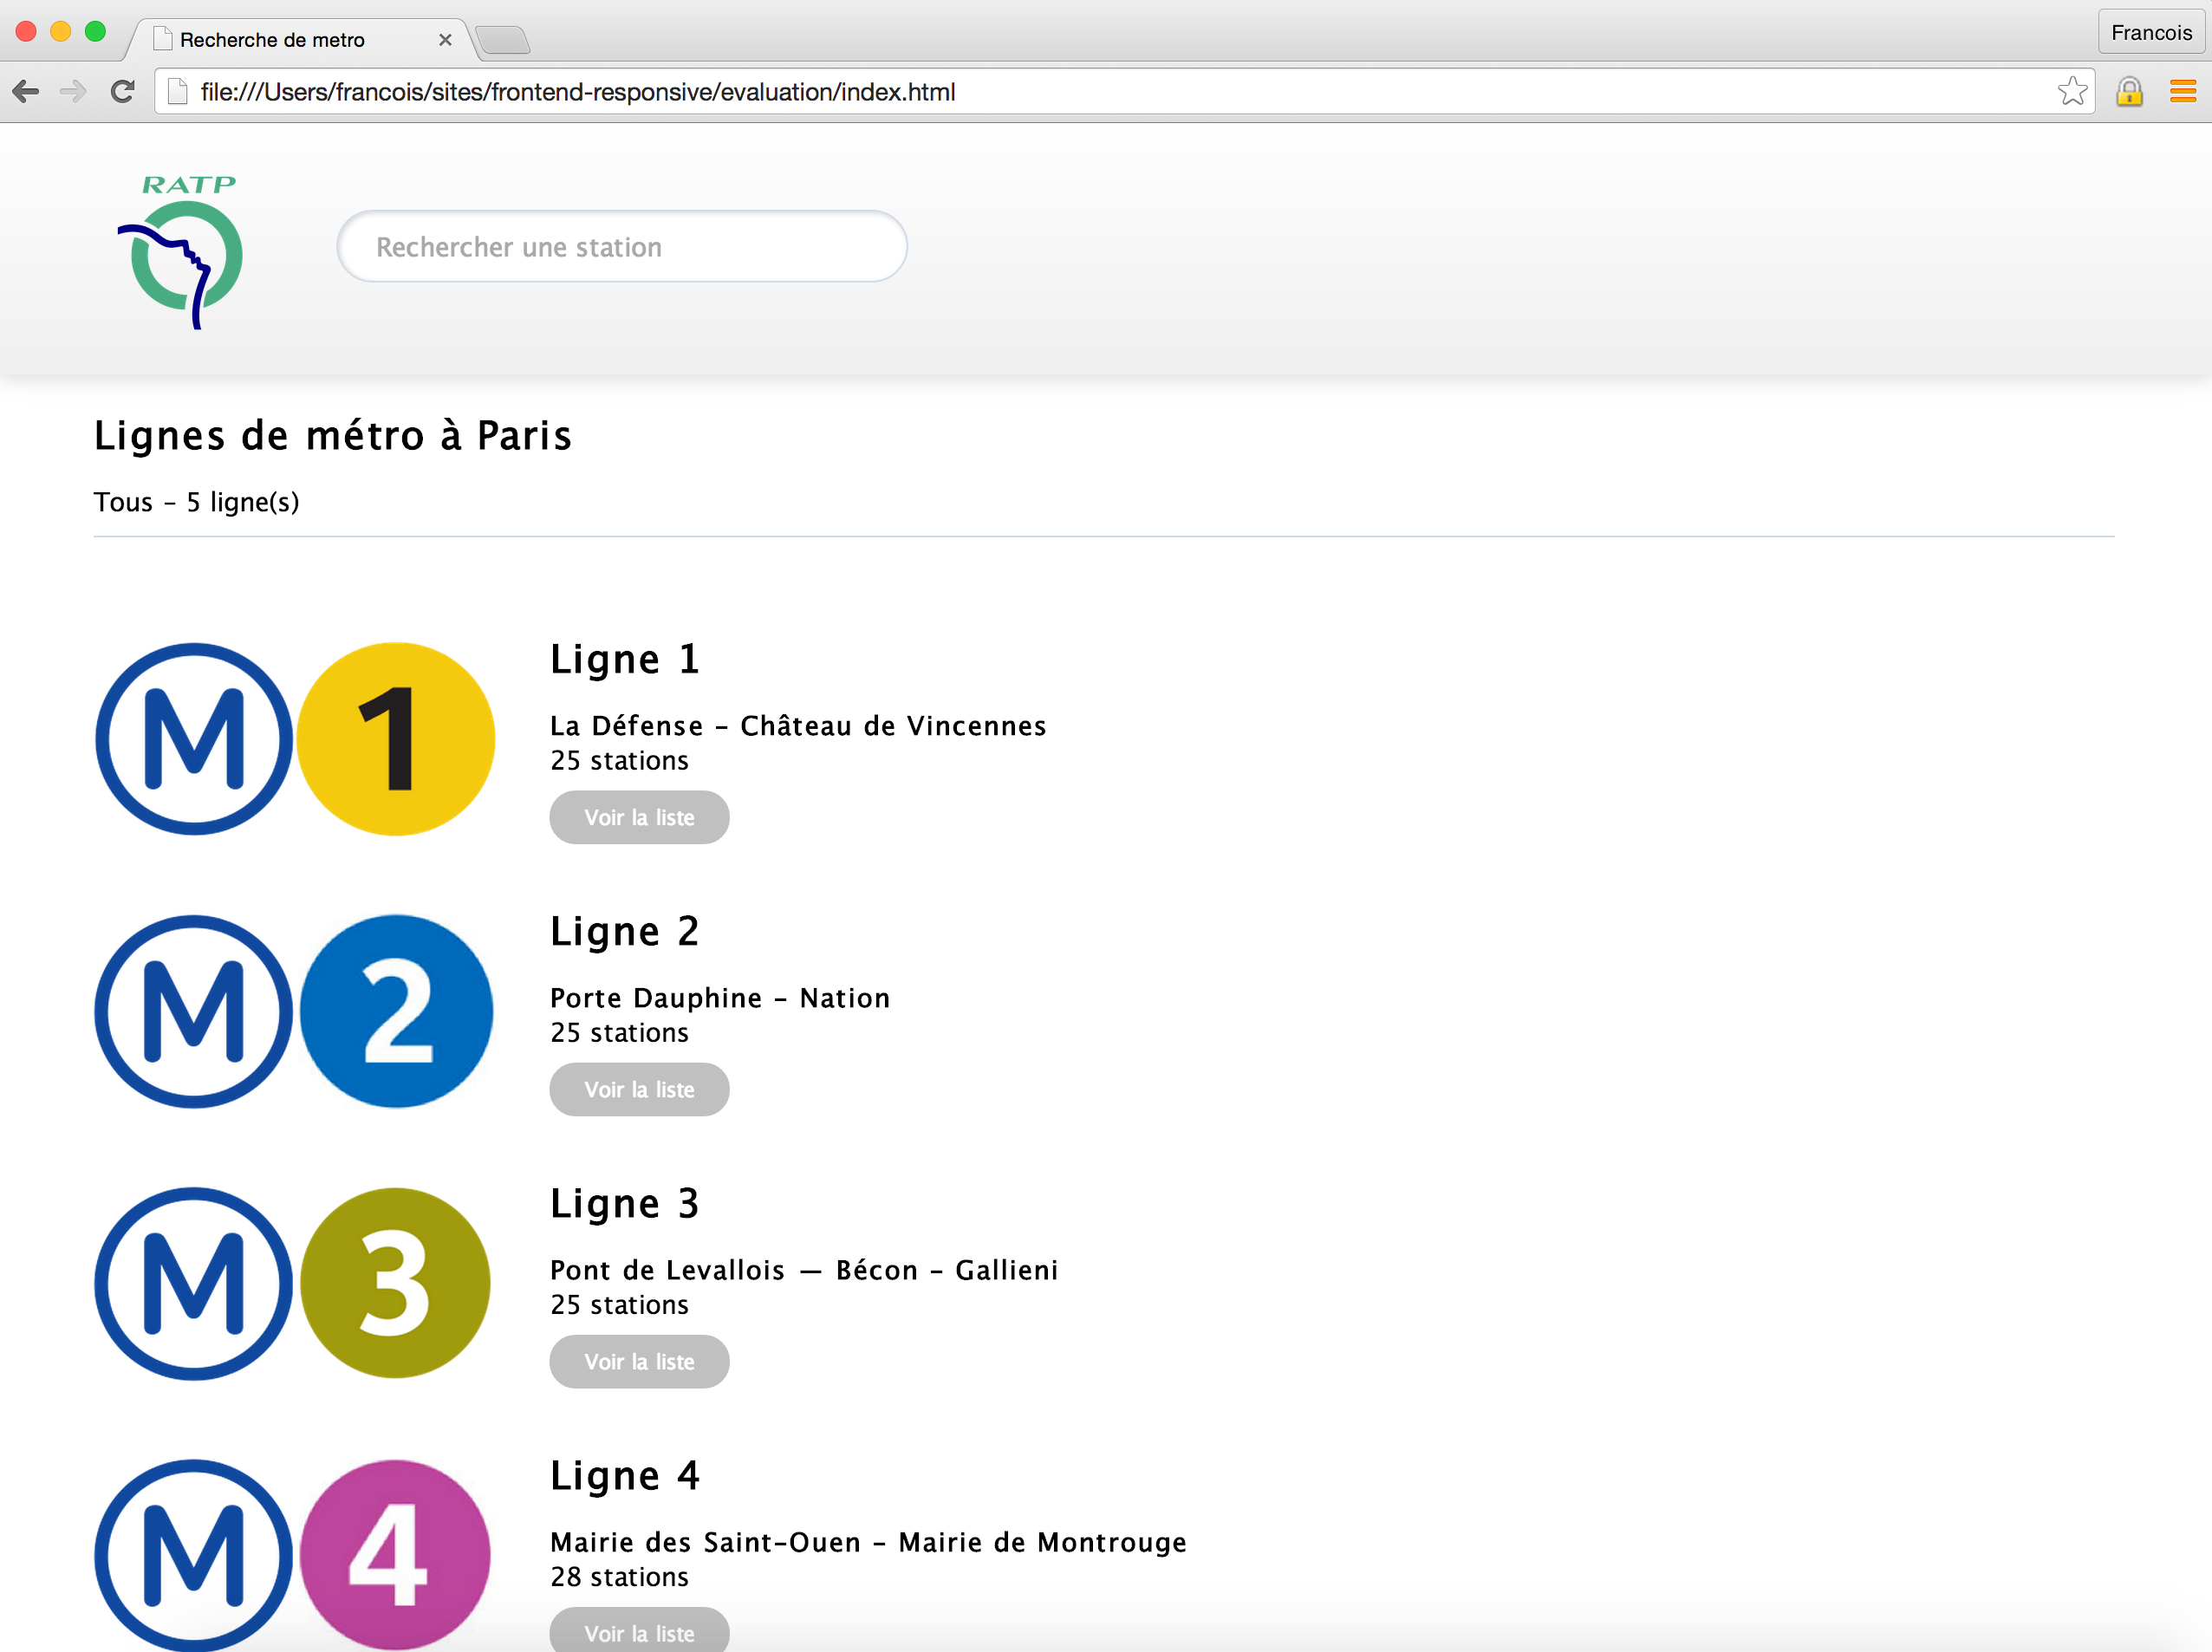 Recherche de metro
Francois
file:///Users/francois/sites/frontend-responsive/evaluation/index.html
RATP
Rechercher une station
Lignes de métro à Paris
Tous - 5 ligne(s)
M 1
Ligne 1
La Défense - Château de Vincennes
25 stations
Voir la liste
M 2
Ligne 2
Porte Dauphine - Nation
25 stations
Voir la liste
M 3
Ligne 3
Pont de Levallois — Bécon - Gallieni
25 stations
Voir la liste
M 4
Ligne 4
Mairie des Saint-Ouen - Mairie de Montrouge
28 stations
Voir la liste